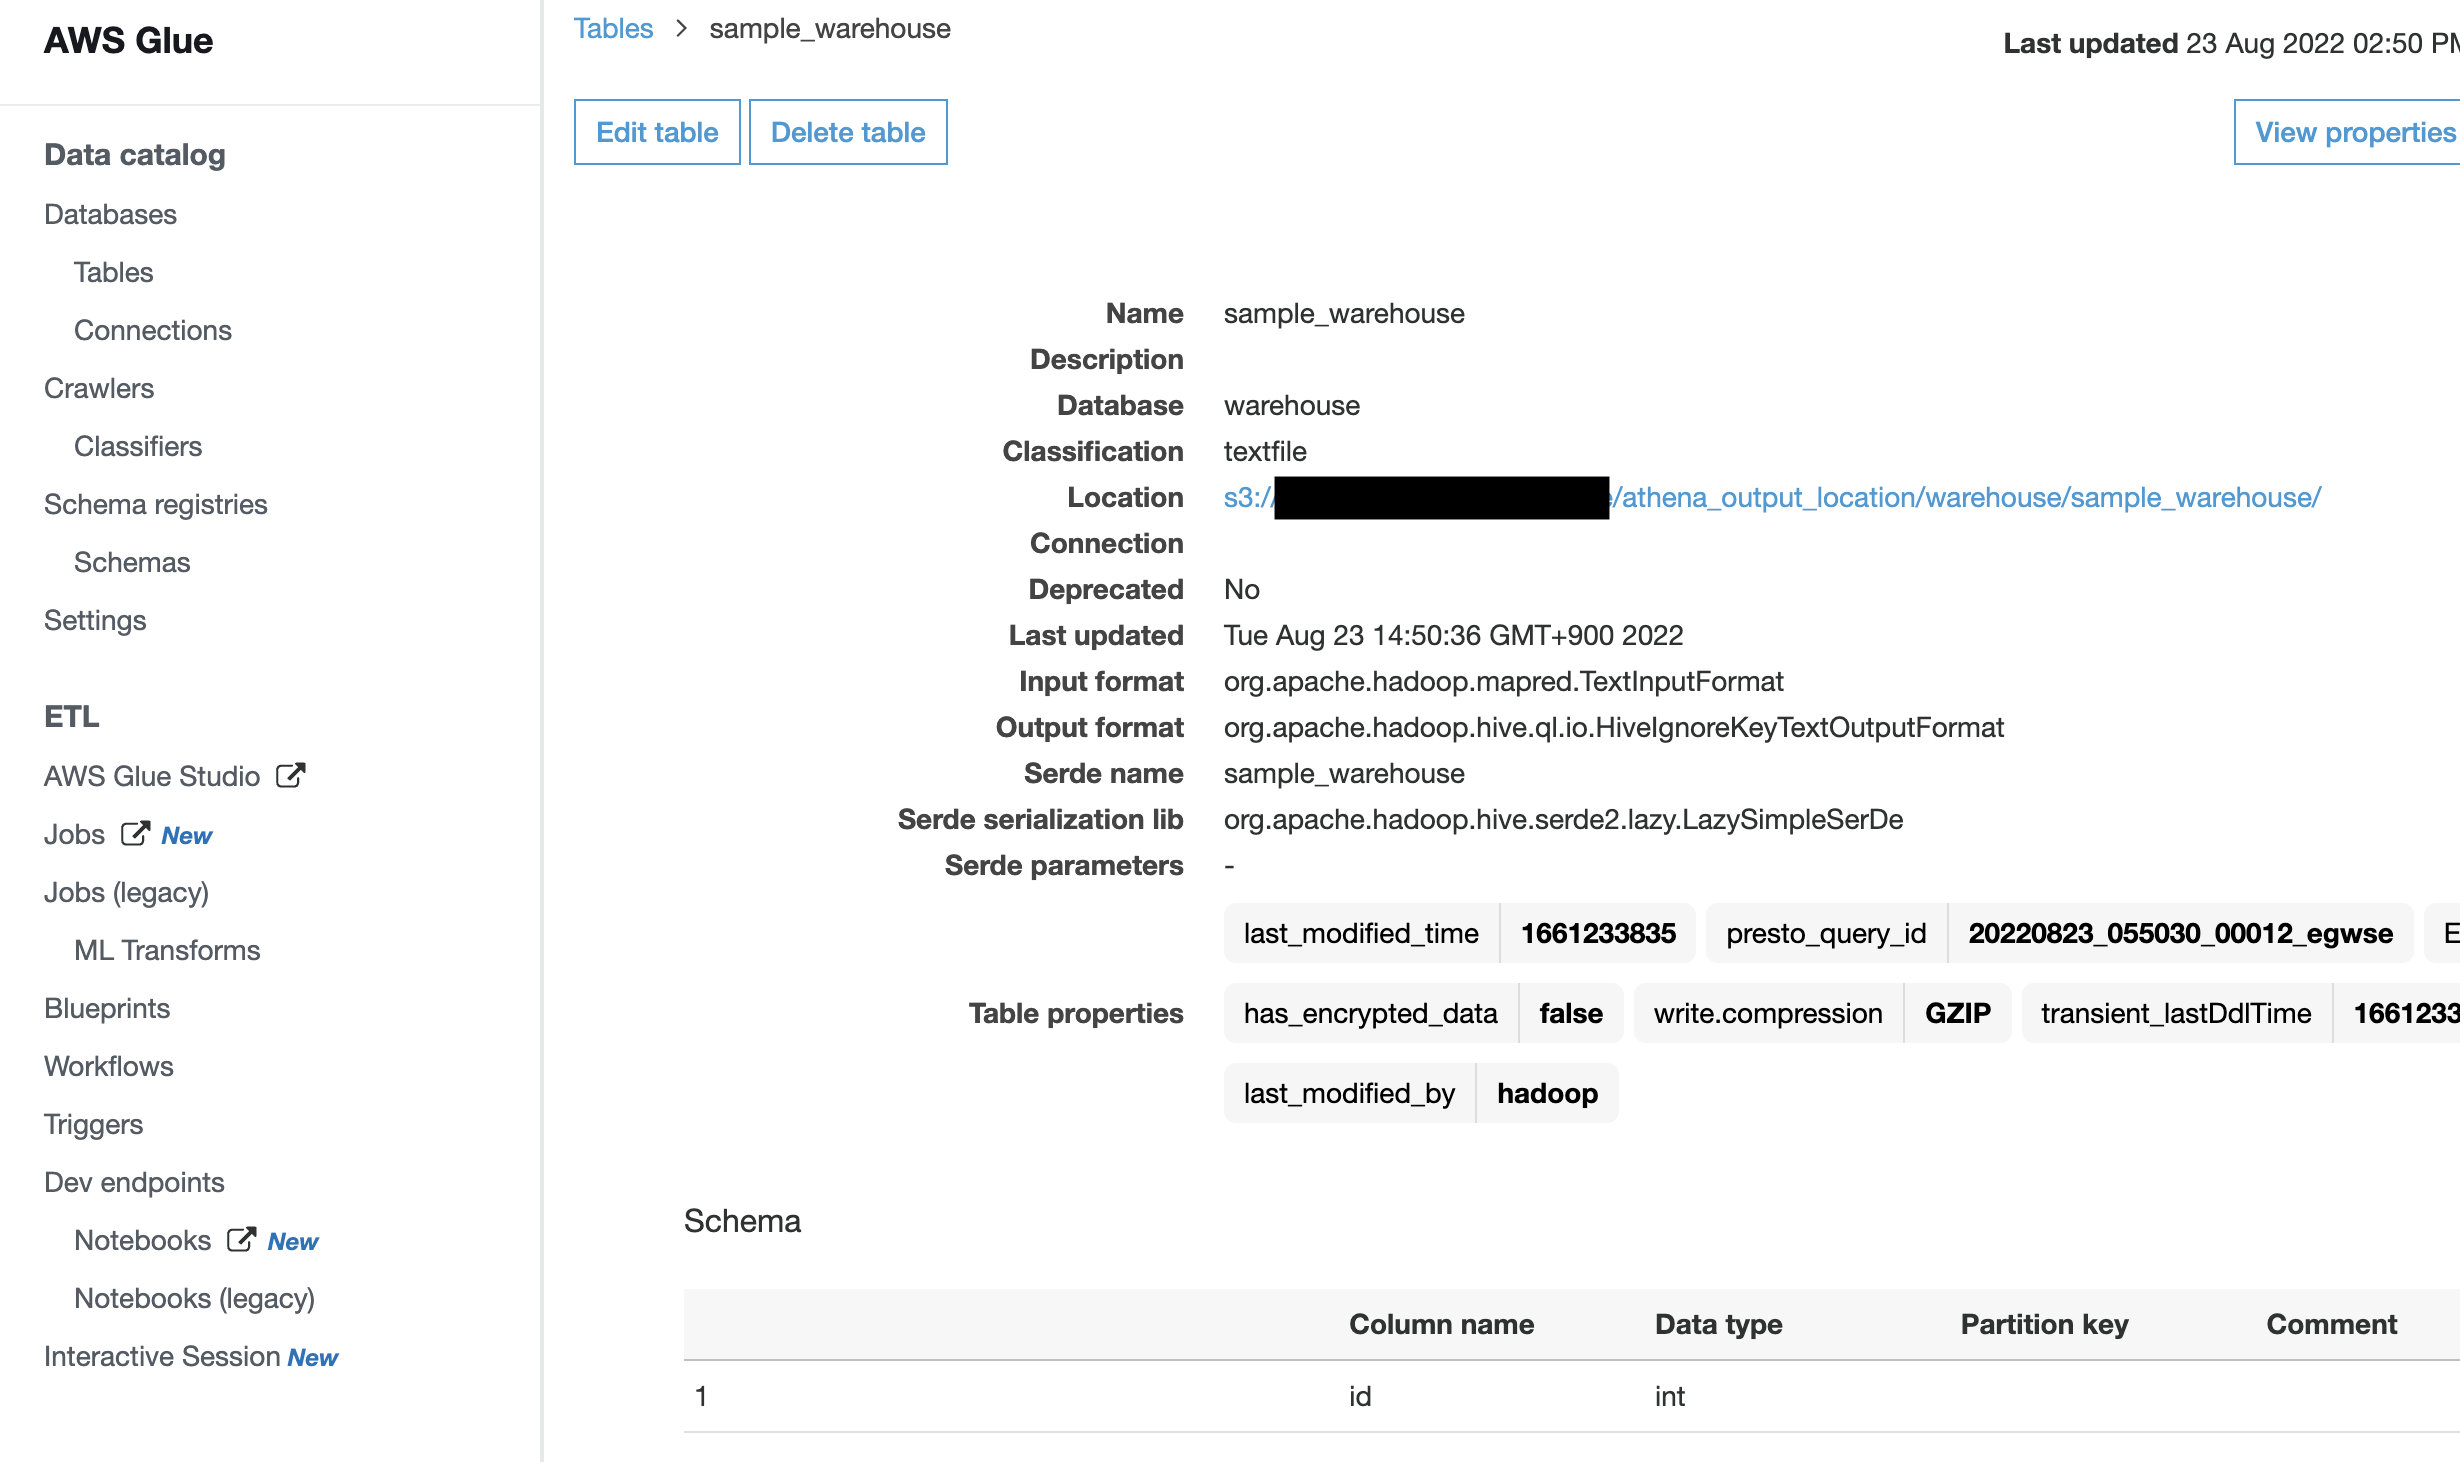 AWS Glue
Data catalog
Databases
Tables
Connections
Crawlers
Classifiers
Schema registries
Schemas
Settings
ETL
AWS Glue Studio
Jobs New
Jobs (legacy)
ML Transforms
Blueprints
Workflows
Triggers
Dev endpoints
Notebooks New
Notebooks (legacy)
Interactive Session New
Tables > sample_warehouse
Last updated 23 Aug 2022 02:50 PM
Edit table Delete table
View properties
Name sample_warehouse
Description
Database warehouse
Classification textfile
Location s3:// /athena_output_location/warehouse/sample_warehouse/
Connection
Deprecated No
Last updated Tue Aug 23 14:50:36 GMT+900 2022
Input format org.apache.hadoop.mapred.TextInputFormat
Output format org.apache.hadoop.hive.ql.io.HiveIgnoreKeyTextOutputFormat
Serde name sample_warehouse
Serde serialization lib org.apache.hadoop.hive.serde2.lazy.LazySimpleSerDe
Serde parameters -
last_modified_time 1661233835 presto_query_id 20220823_055030_00012_egwse E
Table properties has_encrypted_data false write.compression GZIP transient_lastDdlTime 1661233
last_modified_by hadoop
Schema
Column name Data type Partition key Comment
1 id int